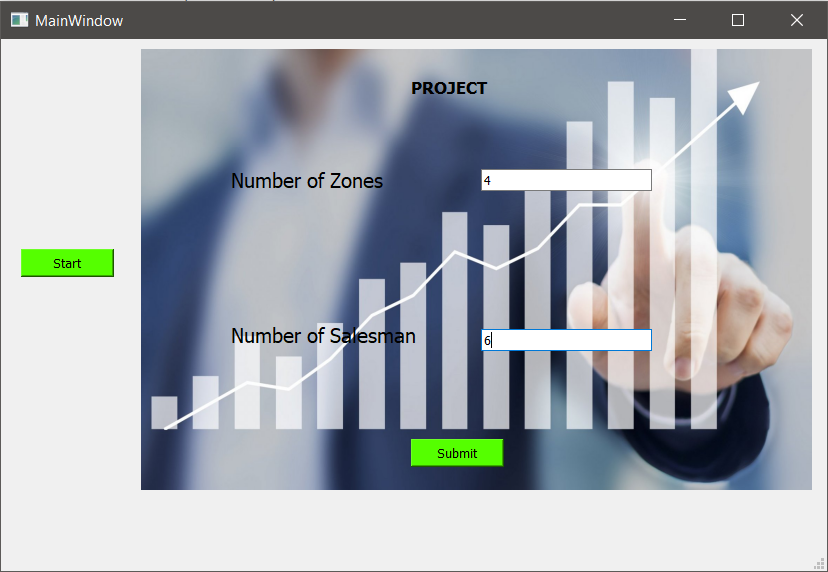 MainWindow
PROJECT
Number of Zones 4
Start
Number of Salesman 6
Submit